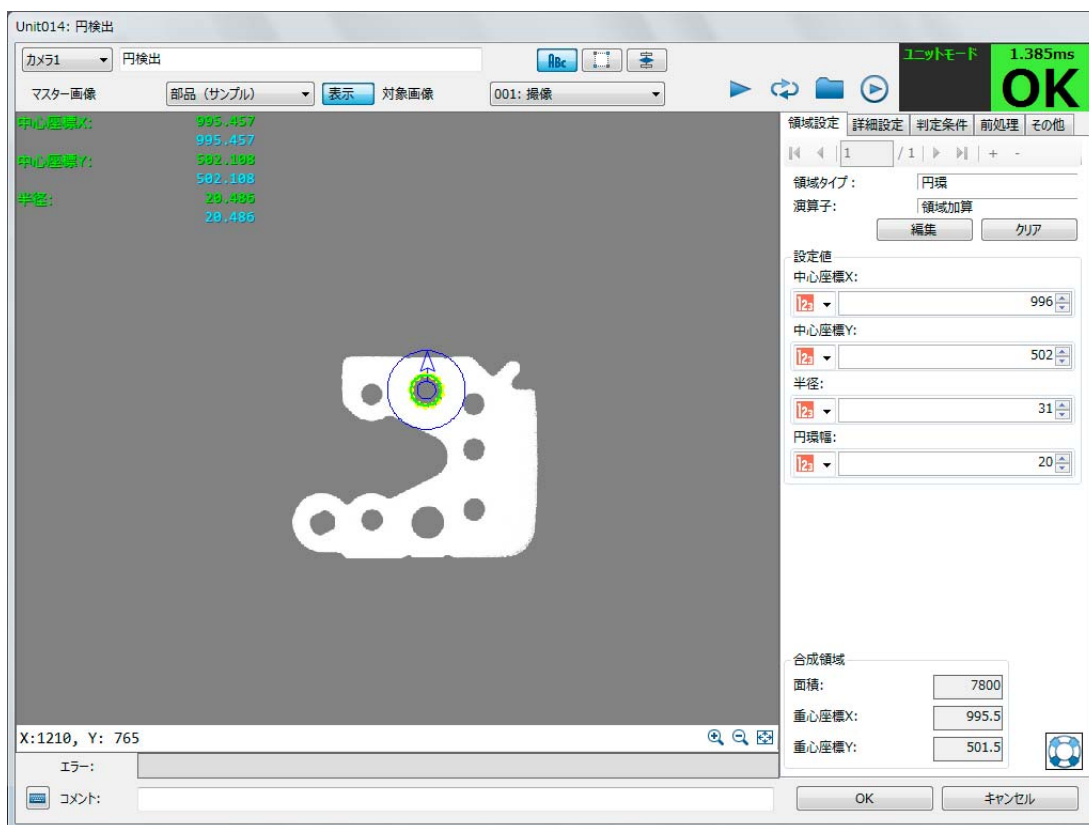 Unit014: 円検出
カメラ1 円検出 ABC
ユニットモード 1.385ms
OK
マスター画像 部品（サンプル） 表示 対象画像 001: 撮像
中心座標X: 995.457
995.457
中心座標Y: 502.108
502.108
半径: 20.486
20.486
領域設定 詳細設定 判定条件 前処理 その他
1 / 1 + -
領域タイプ: 円環
演算子: 領域加算
編集 クリア
設定値
中心座標X:
123 996
中心座標Y:
123 502
半径:
123 31
円環幅:
123 20
合成領域
面積: 7800
重心座標X: 995.5
重心座標Y: 501.5
X:1210, Y: 765
エラー:
コメント:
OK キャンセル